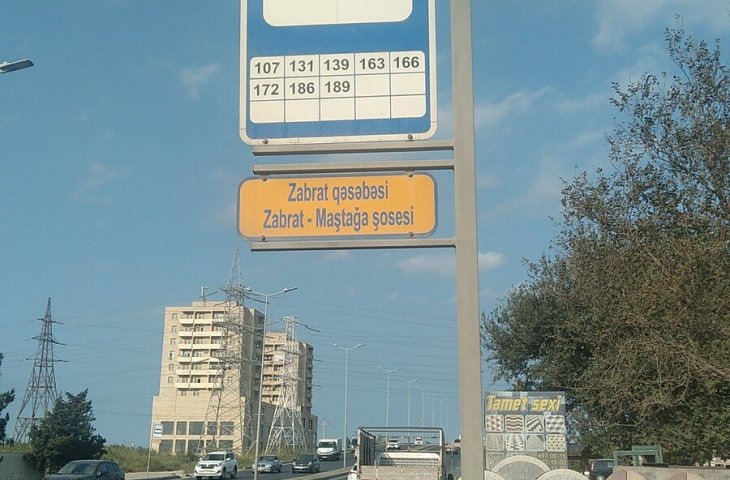 107 131 139 163 166
172 186 189
Zabrat qəsəbəsi
Zabrat - Maştağa şosesi
Tamet sexi